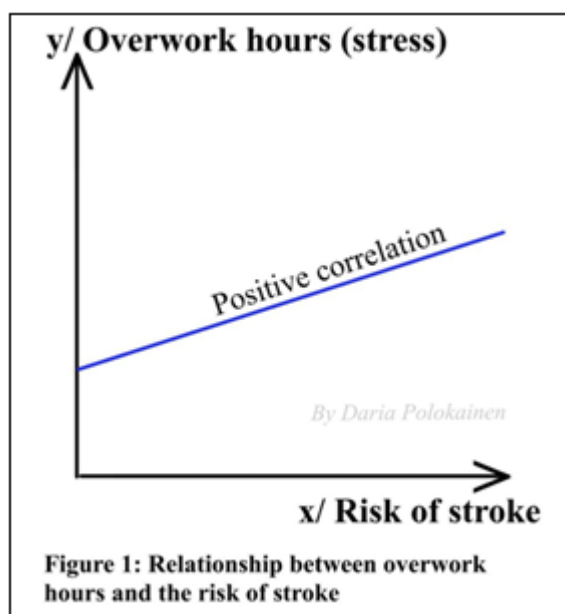 y/ Overwork hours (stress)
Positive correlation
By Daria Polokainen
x/ Risk of stroke
Figure 1: Relationship between overwork
hours and the risk of stroke